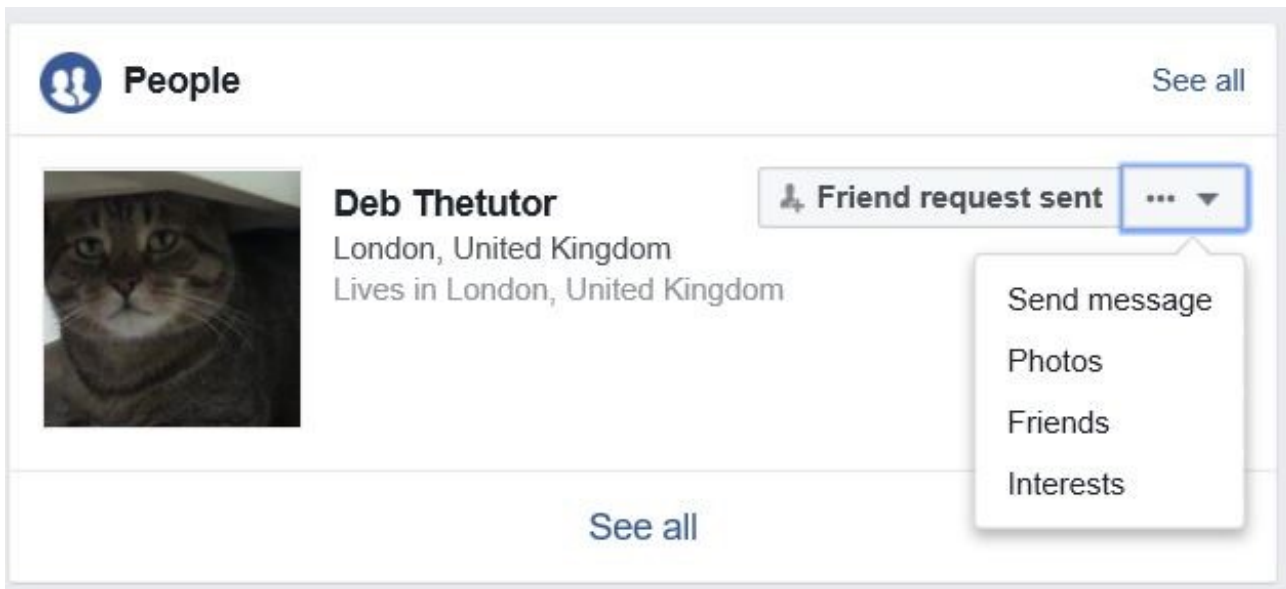 People
See all
Deb Thetutor
Friend request sent
London, United Kingdom
Lives in London, United Kingdom
Send message
Photos
Friends
Interests
See all